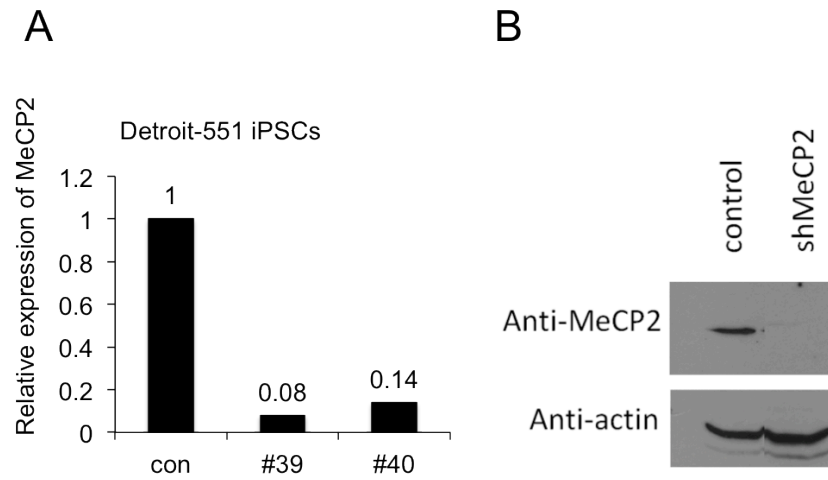 A
B
Detroit-551 iPSCs
Relative expression of MeCP2
1.2
1
0.8
0.6
0.4
0.2
0
1
0.08
0.14
con
#39
#40
control
shMeCP2
Anti-MeCP2
Anti-actin